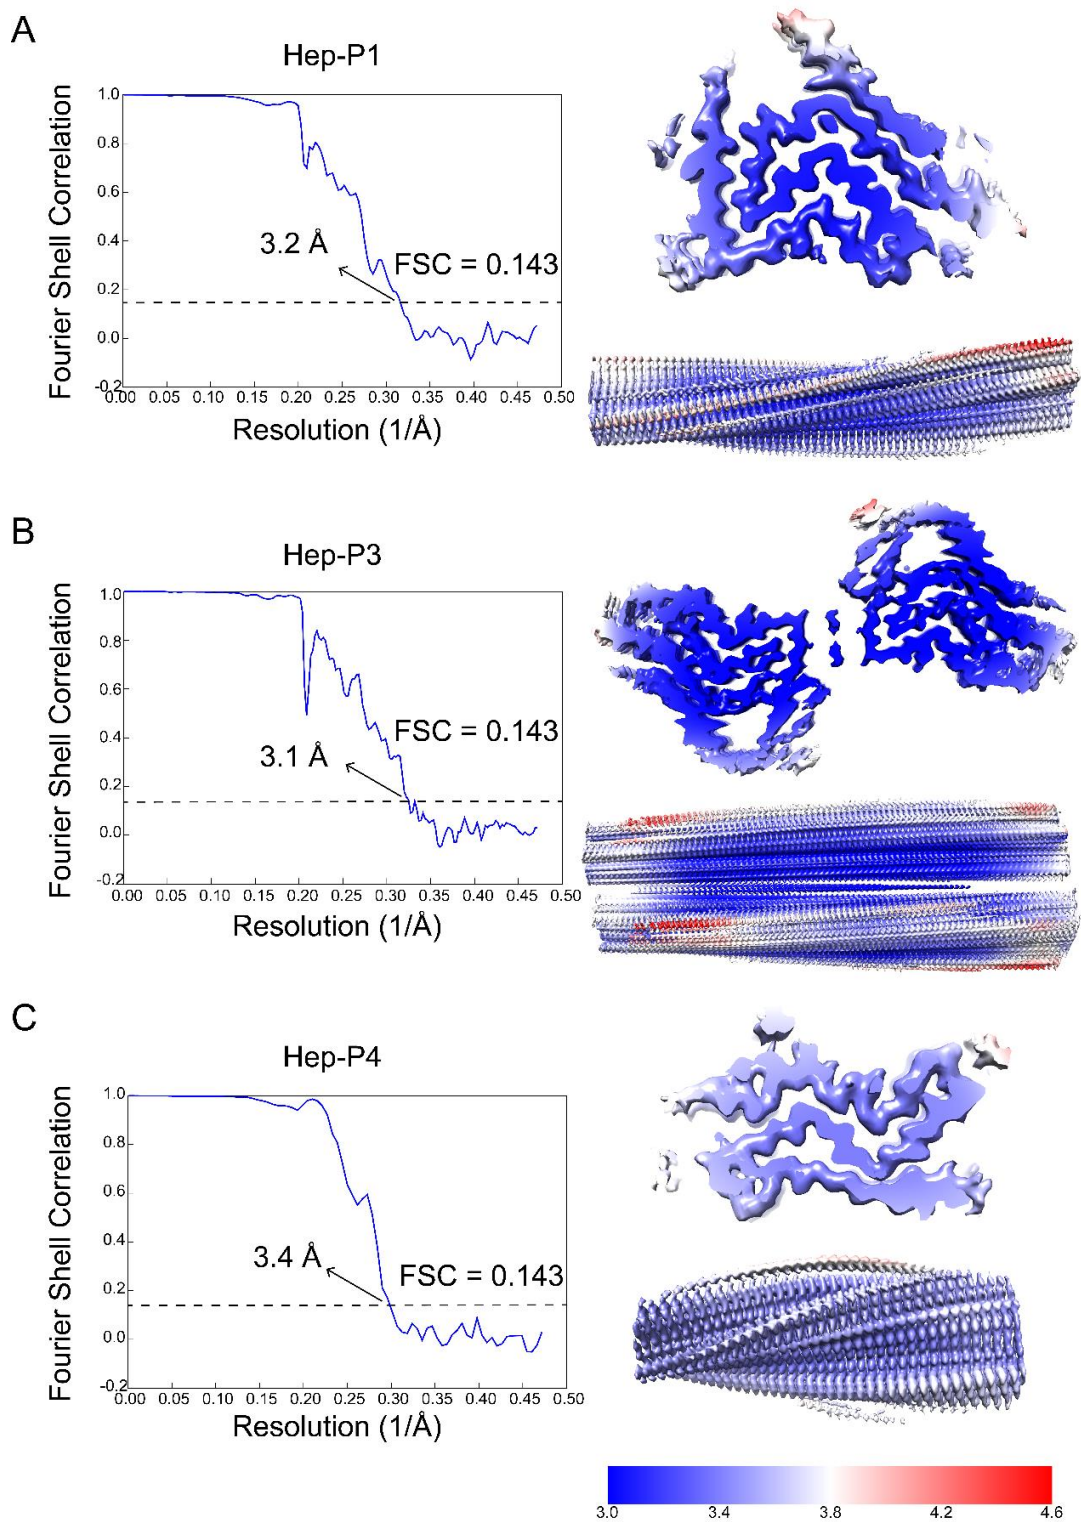 A
Hep-P1
Fourier Shell Correlation
1.0
0.8
0.6
0.4
0.2
0.0
-0.2
3.2 Å
FSC = 0.143
0.00 0.05 0.10 0.15 0.20 0.25 0.30 0.35 0.40 0.45 0.50
Resolution (1/Å)
B
Hep-P3
Fourier Shell Correlation
1.0
0.8
0.6
0.4
0.2
0.0
-0.2
FSC = 0.143
3.1 Å
0.00 0.05 0.10 0.15 0.20 0.25 0.30 0.35 0.40 0.45 0.50
Resolution (1/Å)
C
Hep-P4
Fourier Shell Correlation
1.0
0.8
0.6
0.4
0.2
0.0
-0.2
3.4 Å
FSC = 0.143
0.00 0.05 0.10 0.15 0.20 0.25 0.30 0.35 0.40 0.45 0.50
Resolution (1/Å)
3.0 3.4 3.8 4.2 4.6